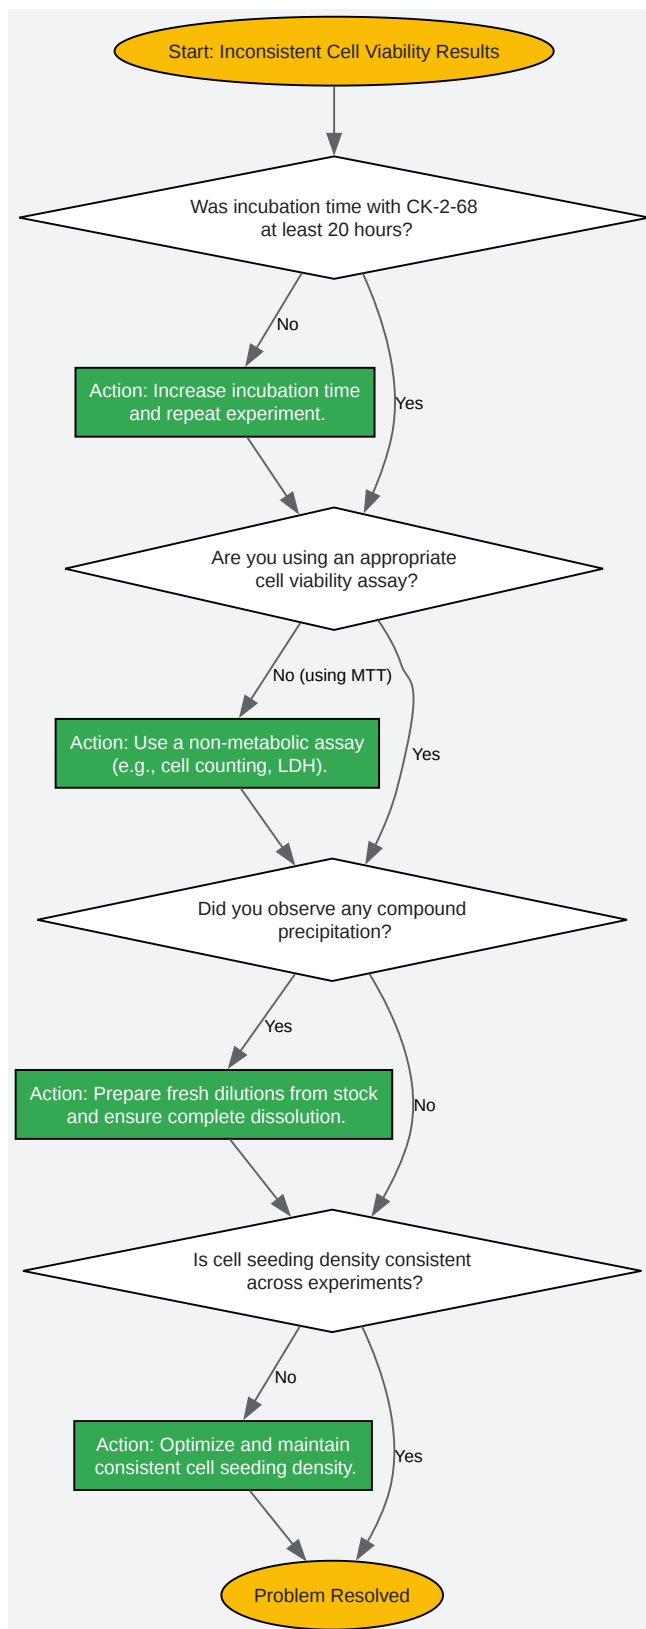 Start: Inconsistent Cell Viability Results
Was incubation time with CK-2-68
at least 20 hours?
No
Action: Increase incubation time
and repeat experiment.
Yes
Are you using an appropriate
cell viability assay?
No (using MTT)
Action: Use a non-metabolic assay
(e.g., cell counting, LDH).
Yes
Did you observe any compound
precipitation?
Yes
Action: Prepare fresh dilutions from stock
and ensure complete dissolution.
No
Is cell seeding density consistent
across experiments?
No
Action: Optimize and maintain
consistent cell seeding density.
Yes
Problem Resolved